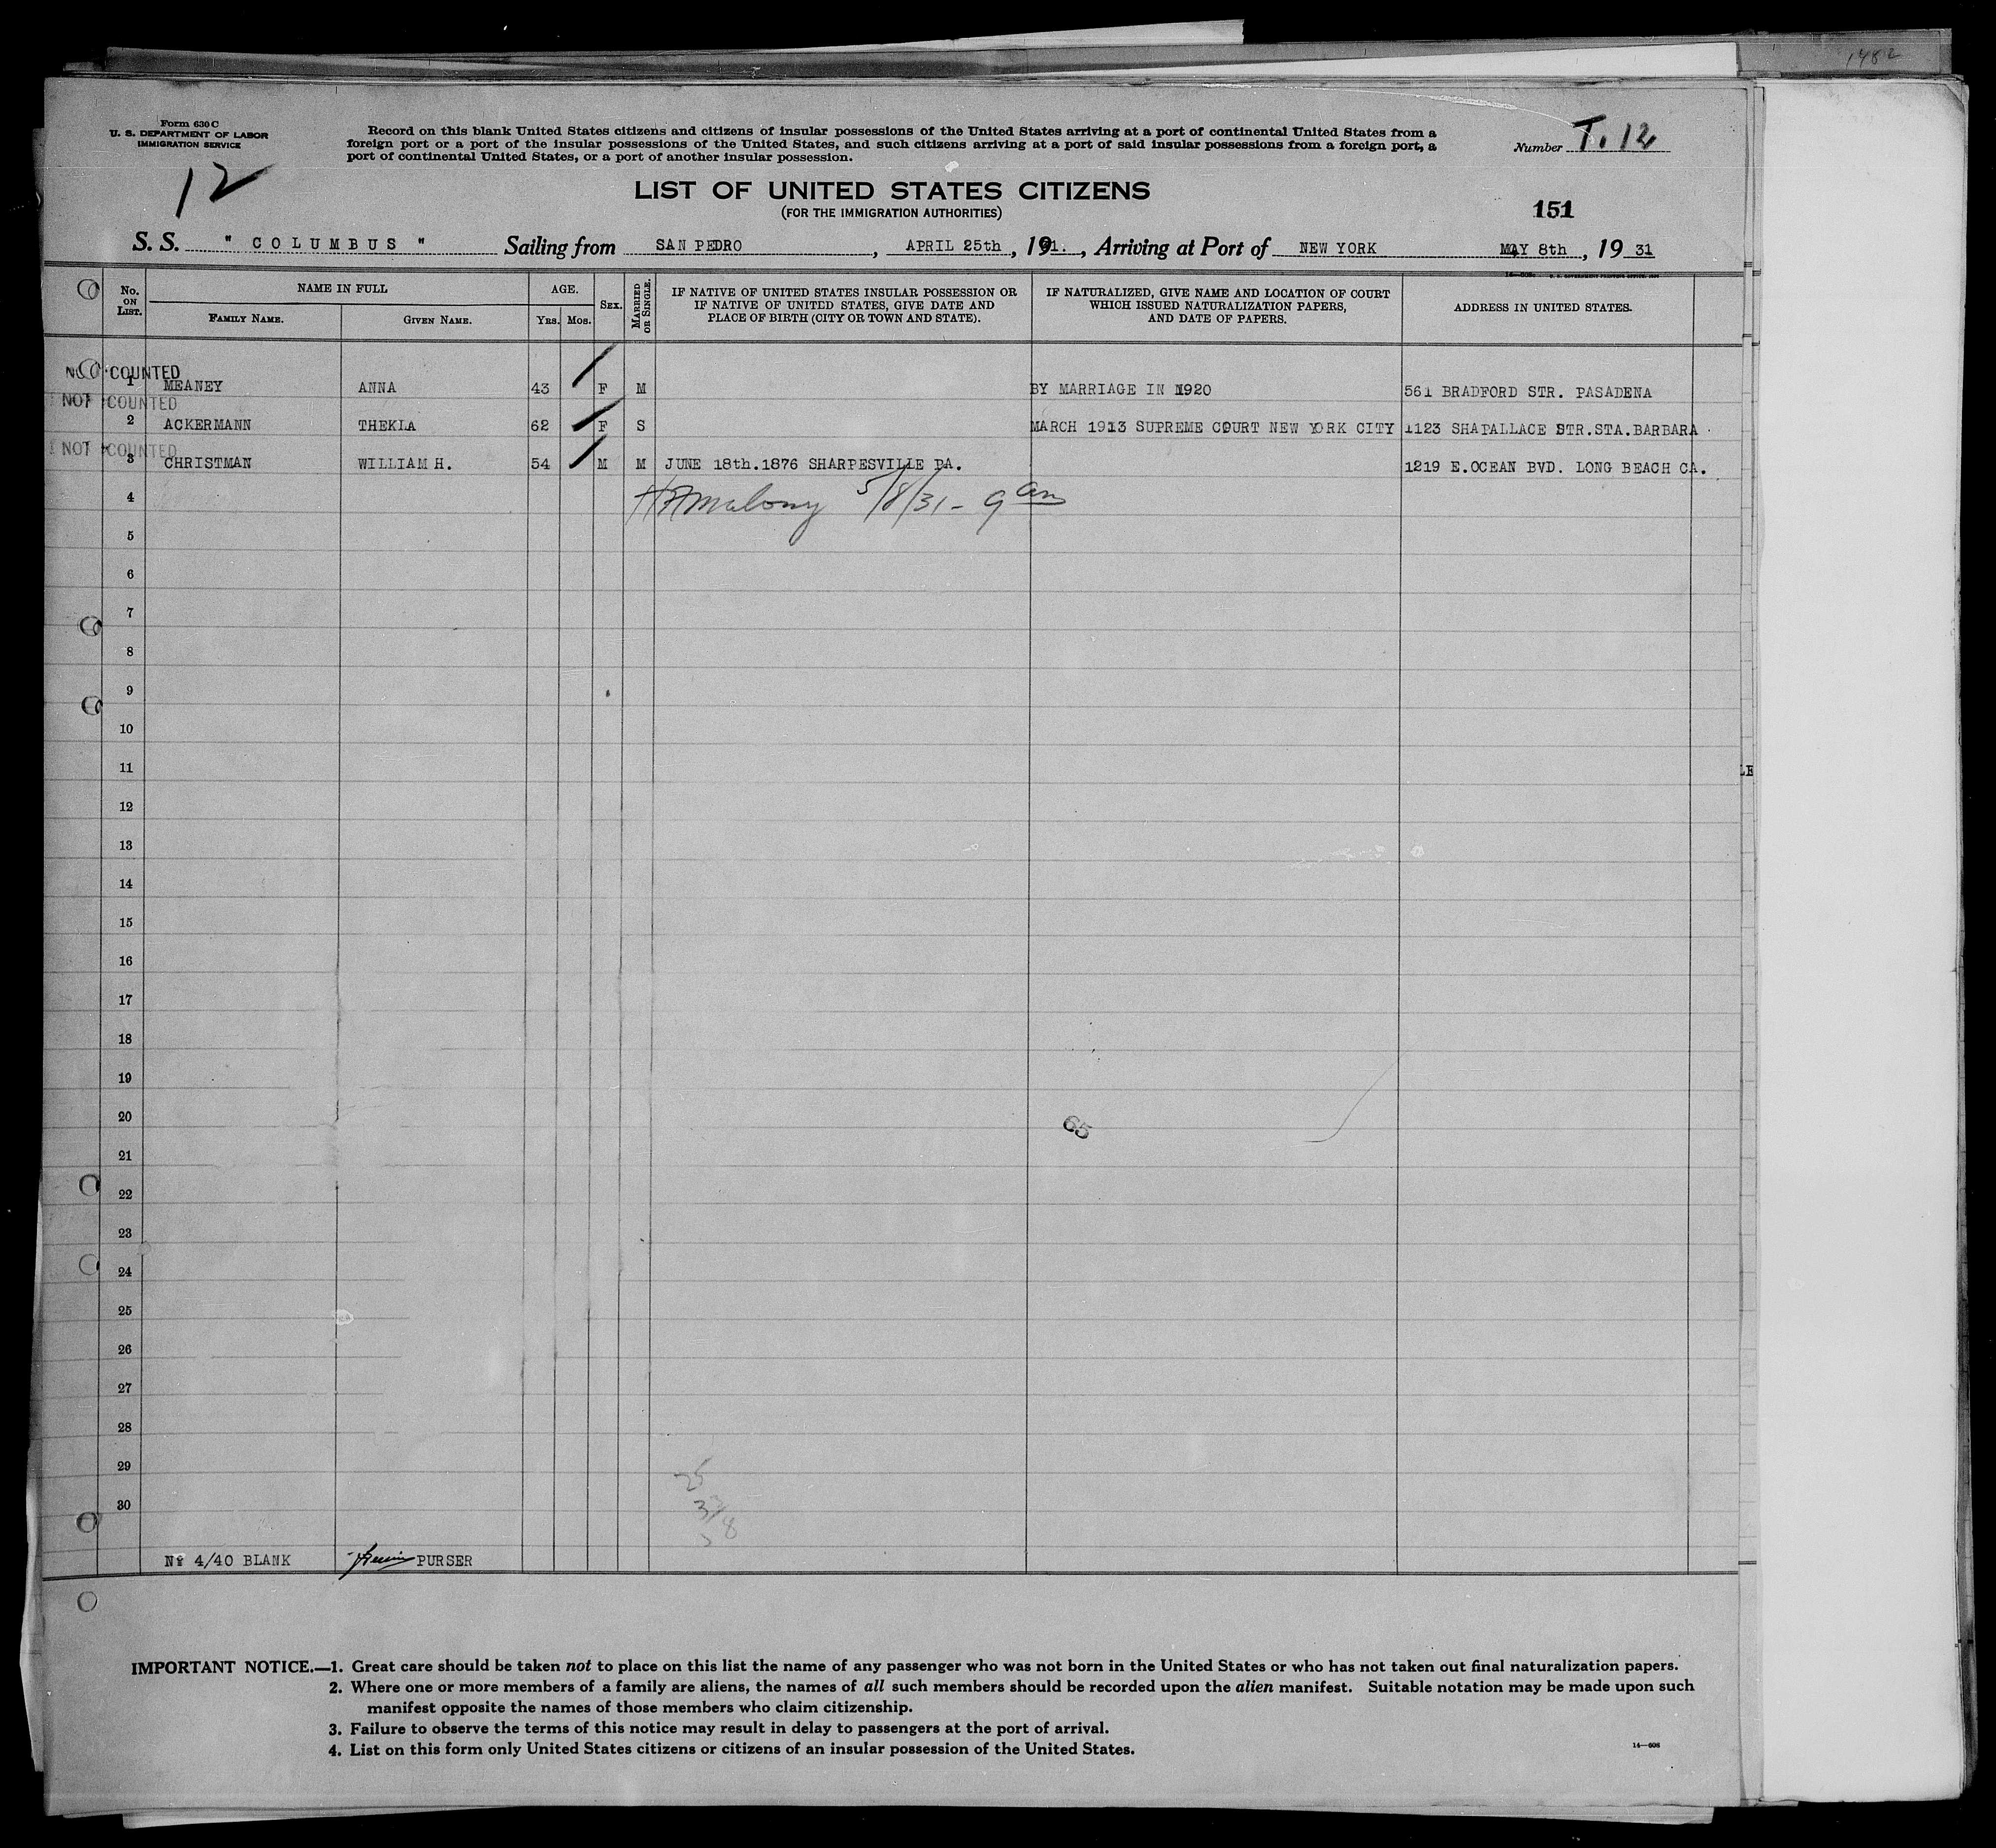 1482
Form 630 C
U. S. DEPARTMENT OF LABOR
IMMIGRATION SERVICE
12
Record on this blank United States citizens and citizens of insular possessions of the United States arriving at a port of continental United States from a
foreign port or a port of the insular possessions of the United States, and such citizens arriving at a port of said insular possessions from a foreign port, a
port of continental United States, or a port of another insular possession.
Number T. 12
LIST OF UNITED STATES CITIZENS
(FOR THE IMMIGRATION AUTHORITIES)
151
S. S. " COLUMBUS " Sailing from SAN PEDRO, APRIL 25th, 1931., Arriving at Port of NEW YORK MAY 8th, 19 31
No. ON LIST. NAME IN FULL AGE. SEX. MARRIED OR SINGLE. IF NATIVE OF UNITED STATES INSULAR POSSESSION OR IF NATIVE OF UNITED STATES, GIVE DATE AND PLACE OF BIRTH (CITY OR TOWN AND STATE). IF NATURALIZED, GIVE NAME AND LOCATION OF COURT WHICH ISSUED NATURALIZATION PAPERS, AND DATE OF PAPERS. ADDRESS IN UNITED STATES.
FAMILY NAME. GIVEN NAME. YRS. MOS.
NOT COUNTED
1 MEANEY ANNA 43 F M BY MARRIAGE IN 1920 561 BRADFORD STR. PASADENA
NOT COUNTED
2 ACKERMANN THEKLA 62 F S MARCH 1913 SUPREME COURT NEW YORK CITY 1123 SHAPALLACE STR.STA.BARBARA
NOT COUNTED
3 CHRISTMAN WILLIAM H. 54 M M JUNE 18th.1876 SHARPESVILLE PA. 1219 E.OCEAN BVD. LONG BEACH CA.
4 5/8/31 - 9 am
5
6
7
8
9
10
11
12
13
14
15
16
17
18
19
20
65
21
22
23
24
25
26
27
28
29
30
No 4/40 BLANK PURSER
IMPORTANT NOTICE.—1. Great care should be taken not to place on this list the name of any passenger who was not born in the United States or who has not taken out final naturalization papers.
2. Where one or more members of a family are aliens, the names of all such members should be recorded upon the alien manifest. Suitable notation may be made upon such
manifest opposite the names of those members who claim citizenship.
3. Failure to observe the terms of this notice may result in delay to passengers at the port of arrival.
4. List on this form only United States citizens or citizens of an insular possession of the United States.
14—608